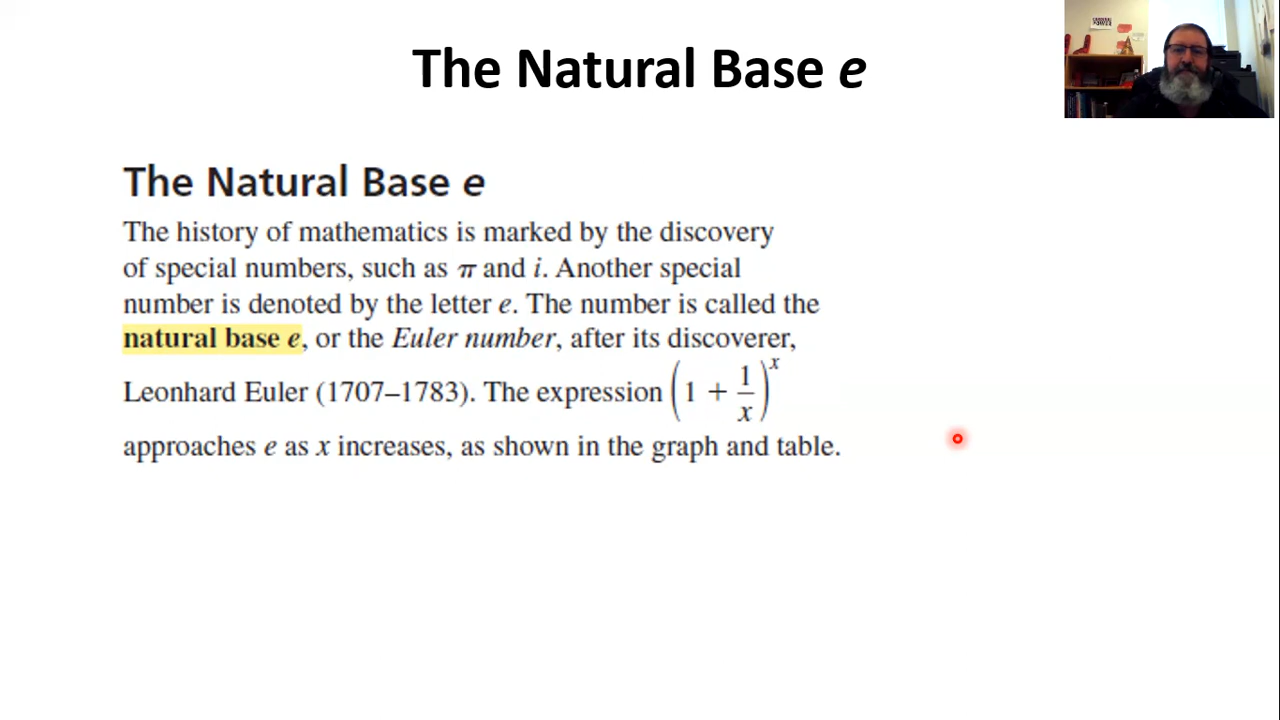 The Natural Base e
The Natural Base e
The history of mathematics is marked by the discovery
of special numbers, such as π and i. Another special
number is denoted by the letter e. The number is called the
natural base e, or the Euler number, after its discoverer,
Leonhard Euler (1707–1783). The expression (1 + 1/x)^x
approaches e as x increases, as shown in the graph and table.